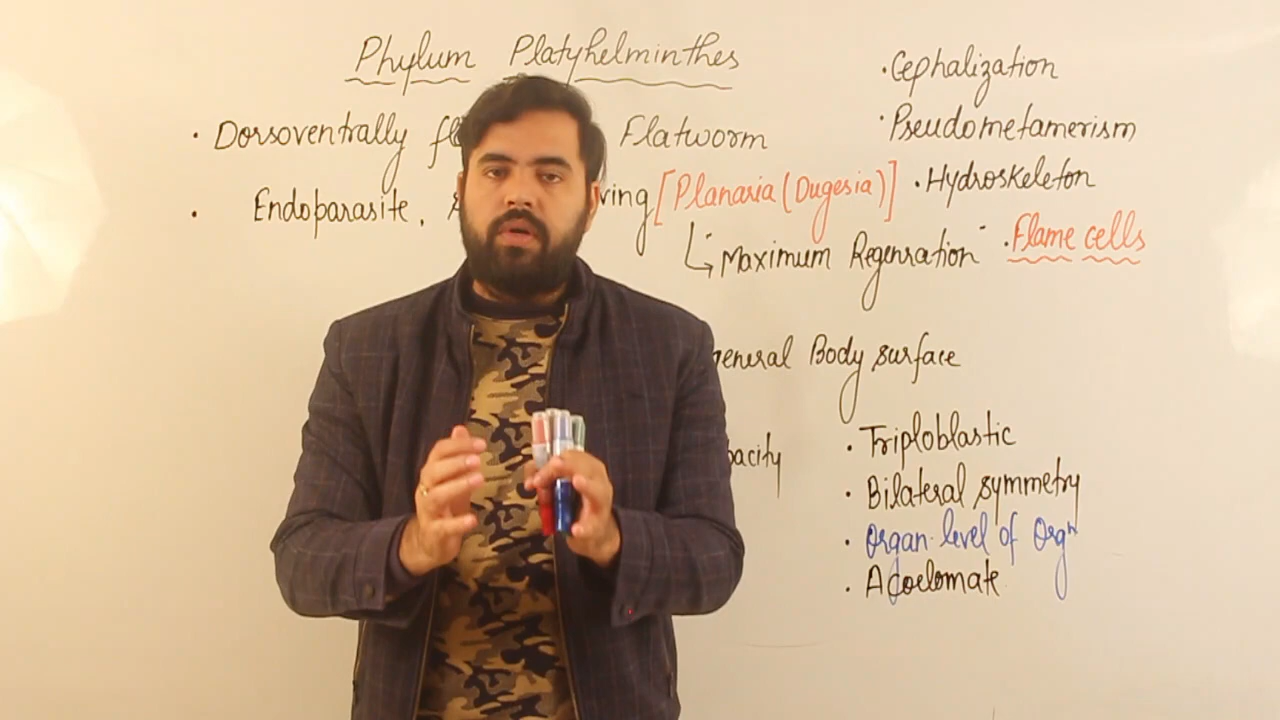 Phylum Platyhelminthes
· Dorsoventrally fl Flatworm
· Endoparasite, ving [Planaria (Dugesia)]
"Maximum Regenration"
eneral Body surface
pacity
· Cephalization
· Pseudometamerism
· Hydroskeleton
· Flame cells
· Triploblastic
· Bilateral symmetry
· Organ level of Orgn
· Acoelomate